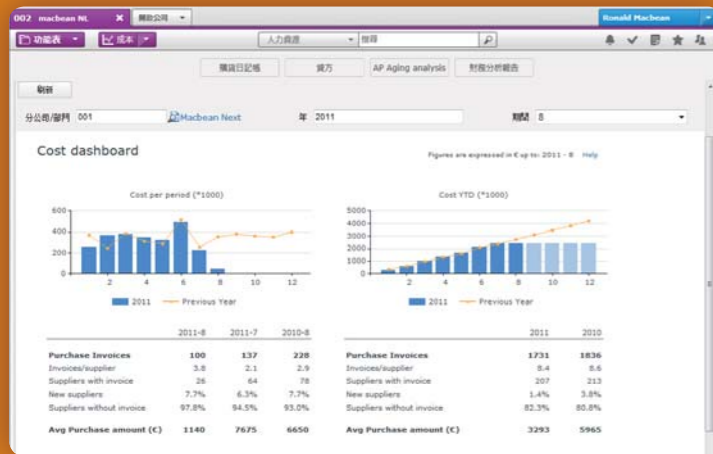 002 macbean NL × 開啟公司
Ronald Macbean
功能表 成本 人力資源 搜尋
購貨日記帳 貸方 AP Aging analysis 財務分析報告
刷新
分公司/部門 001 Macbean Next 年 2011 期間 8
Cost dashboard
Figures are expressed in € up to: 2011 - 8 Help
Cost per period (*1000)
600
400
200
0
2 4 6 8 10 12
2011 Previous Year
Cost YTD (*1000)
5000
4000
3000
2000
1000
0
2 4 6 8 10 12
2011 Previous Year
2011-8 2011-7 2010-8
Purchase Invoices 100 137 228
Invoices/supplier 3.8 2.1 2.9
Suppliers with invoice 26 64 78
New suppliers 7.7% 6.3% 7.7%
Suppliers without invoice 97.8% 94.5% 93.0%
Avg Purchase amount (€) 1140 7675 6650
2011 2010
Purchase Invoices 1731 1836
Invoices/supplier 8.4 8.6
Suppliers with invoice 207 213
New suppliers 1.4% 3.8%
Suppliers without invoice 82.3% 80.8%
Avg Purchase amount (€) 3293 5965